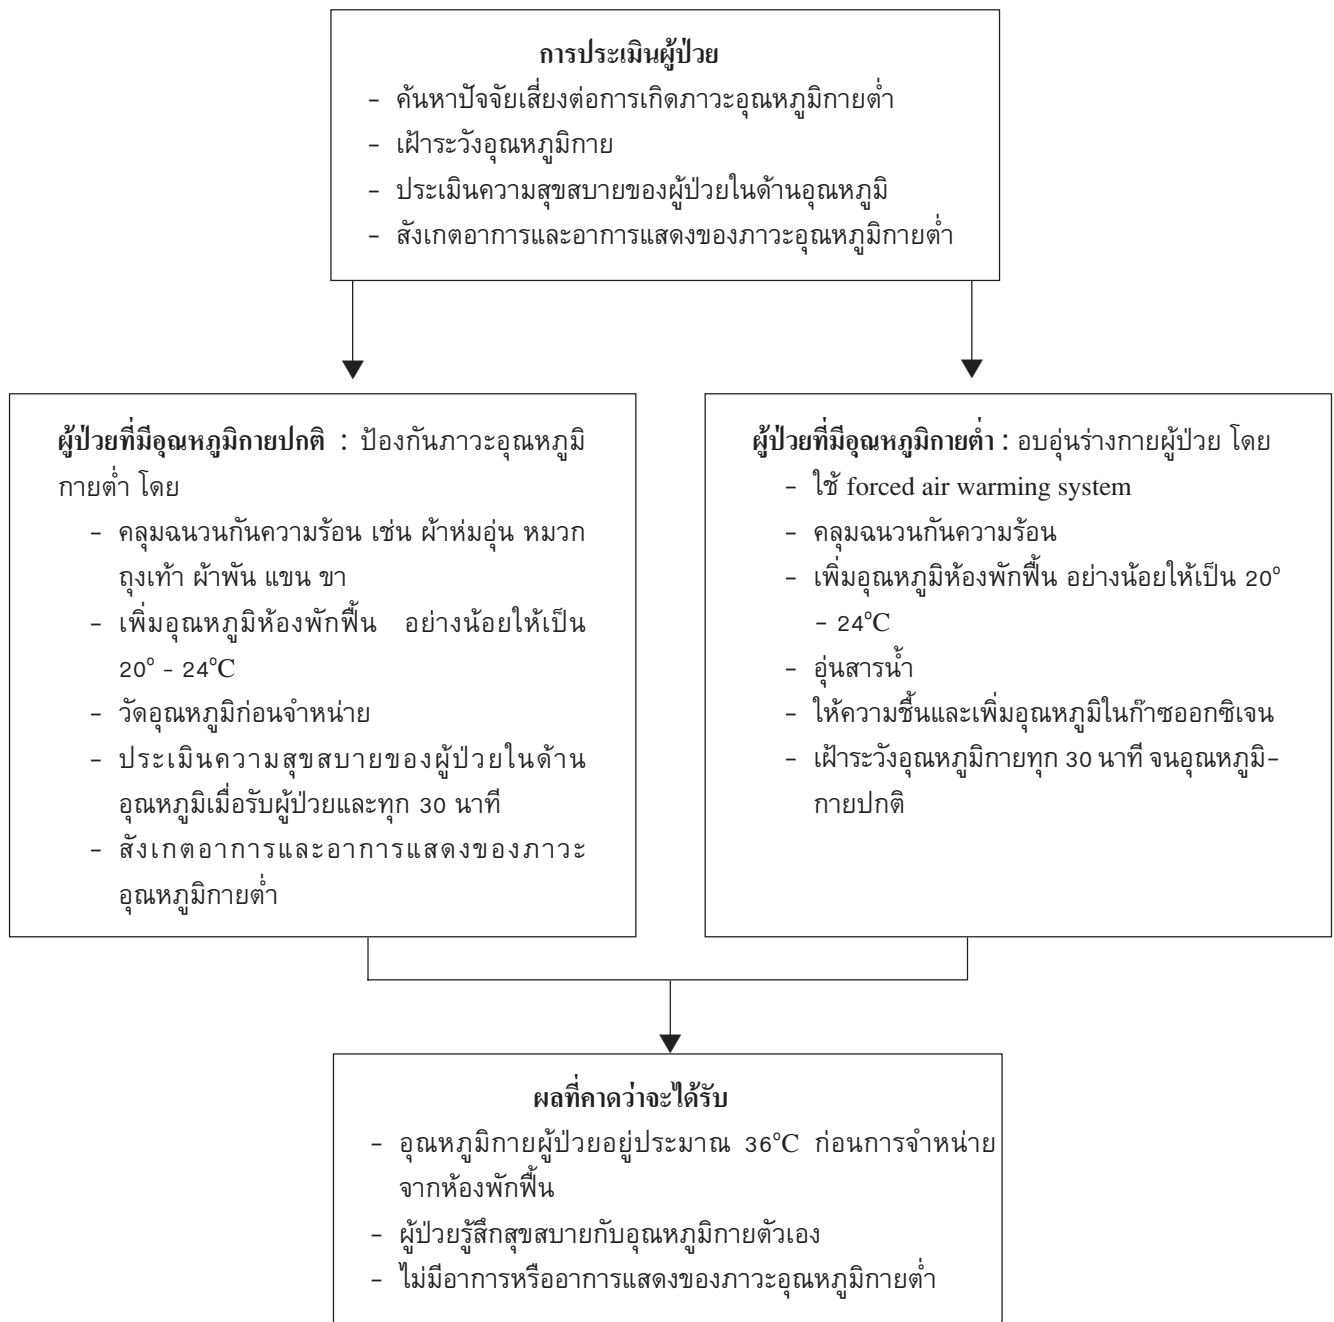 การประเมินผู้ป่วย
- ค้นหาปัจจัยเสี่ยงต่อการเกิดภาวะอุณหภูมิกายต่ำ
- เฝ้าระวังอุณหภูมิกาย
- ประเมินความสุขสบายของผู้ป่วยในด้านอุณหภูมิ
- สังเกตอาการและอาการแสดงของภาวะอุณหภูมิกายต่ำ
ผู้ป่วยที่มีอุณหภูมิกายปกติ : ป้องกันภาวะอุณหภูมิ
กายต่ำ โดย
- คลุมฉนวนกันความร้อน เช่น ผ้าห่มอุ่น หมวก
ถุงเท้า ผ้าพัน แขน ขา
- เพิ่มอุณหภูมิห้องพักฟื้น อย่างน้อยให้เป็น
20° - 24°C
- วัดอุณหภูมิก่อนจำหน่าย
- ประเมินความสุขสบายของผู้ป่วยในด้าน
อุณหภูมิเมื่อรับผู้ป่วยและทุก 30 นาที
- สังเกตอาการและอาการแสดงของภาวะ
อุณหภูมิกายต่ำ
ผู้ป่วยที่มีอุณหภูมิกายต่ำ : อบอุ่นร่างกายผู้ป่วย โดย
- ใช้ forced air warming system
- คลุมฉนวนกันความร้อน
- เพิ่มอุณหภูมิห้องพักฟื้น อย่างน้อยให้เป็น 20°
- 24°C
- อุ่นสารน้ำ
- ให้ความชื้นและเพิ่มอุณหภูมิในก๊าซออกซิเจน
- เฝ้าระวังอุณหภูมิกายทุก 30 นาที จนอุณหภูมิ-
กายปกติ
ผลที่คาดว่าจะได้รับ
- อุณหภูมิกายผู้ป่วยอยู่ประมาณ 36°C ก่อนการจำหน่าย
จากห้องพักฟื้น
- ผู้ป่วยรู้สึกสุขสบายกับอุณหภูมิกายตัวเอง
- ไม่มีอาการหรืออาการแสดงของภาวะอุณหภูมิกายต่ำ